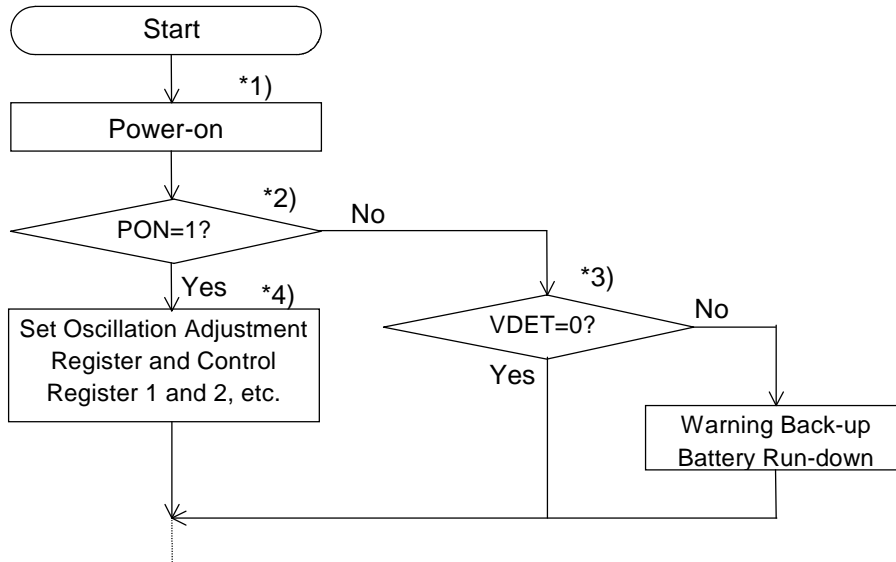 Start
*1)
Power-on
*2)
No
PON=1?
*3)
Yes
*4)
No
Set Oscillation Adjustment
Register and Control
Register 1 and 2, etc.
VDET=0?
Yes
Warning Back-up
Battery Run-down